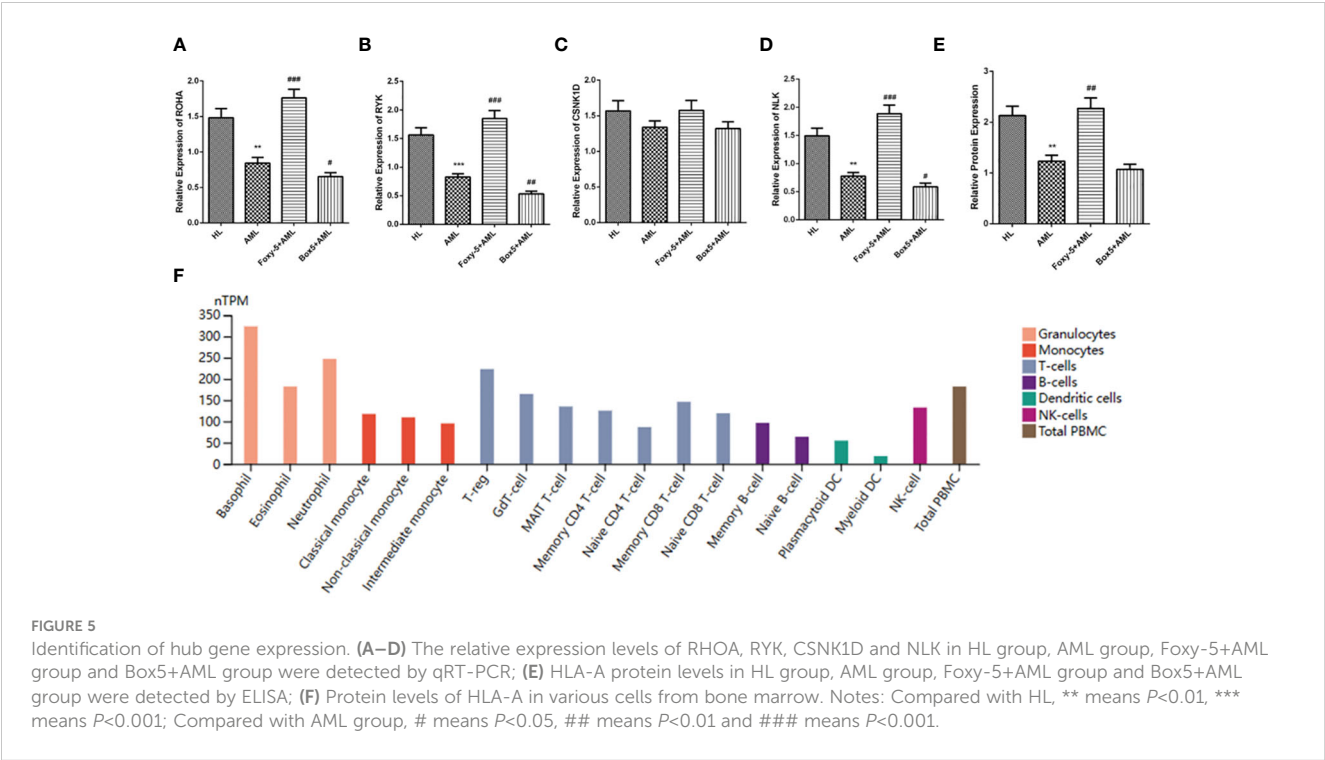 A
B
C
D
E
Relative Expression of ROHA
2.0
1.5
1.0
0.5
0.0
**
###
#
HL
AML
Foxy-5+AML
Box5+AML
Relative Expression of RYK
2.5
2.0
1.5
1.0
0.5
0.0
***
###
##
HL
AML
Foxy-5+AML
Box5+AML
Relative Expression of CSNK1D
2.0
1.5
1.0
0.5
0.0
HL
AML
Foxy-5+AML
Box5+AML
Relative Expression of NLK
2.5
2.0
1.5
1.0
0.5
0.0
**
###
#
HL
AML
Foxy-5+AML
Box5+AML
Relative Protein Expression
3
2
1
0
**
##
HL
AML
Foxy-5+AML
Box5+AML
F
nTPM
350
300
250
200
150
100
50
0
Basophil
Eosinophil
Neutrophil
Classical monocyte
Non-classical monocyte
Intermediate monocyte
T-reg
GdT-cell
MAIT T-cell
Memory CD4 T-cell
Naive CD4 T-cell
Memory CD8 T-cell
Naive CD8 T-cell
Memory B-cell
Naive B-cell
Plasmacytoid DC
Myeloid DC
NK-cell
Total PBMC
Granulocytes
Monocytes
T-cells
B-cells
Dendritic cells
NK-cells
Total PBMC
FIGURE 5
Identification of hub gene expression. (A–D) The relative expression levels of RHOA, RYK, CSNK1D and NLK in HL group, AML group, Foxy-5+AML
group and Box5+AML group were detected by qRT-PCR; (E) HLA-A protein levels in HL group, AML group, Foxy-5+AML group and Box5+AML
group were detected by ELISA; (F) Protein levels of HLA-A in various cells from bone marrow. Notes: Compared with HL, ** means P<0.01, ***
means P<0.001; Compared with AML group, # means P<0.05, ## means P<0.01 and ### means P<0.001.